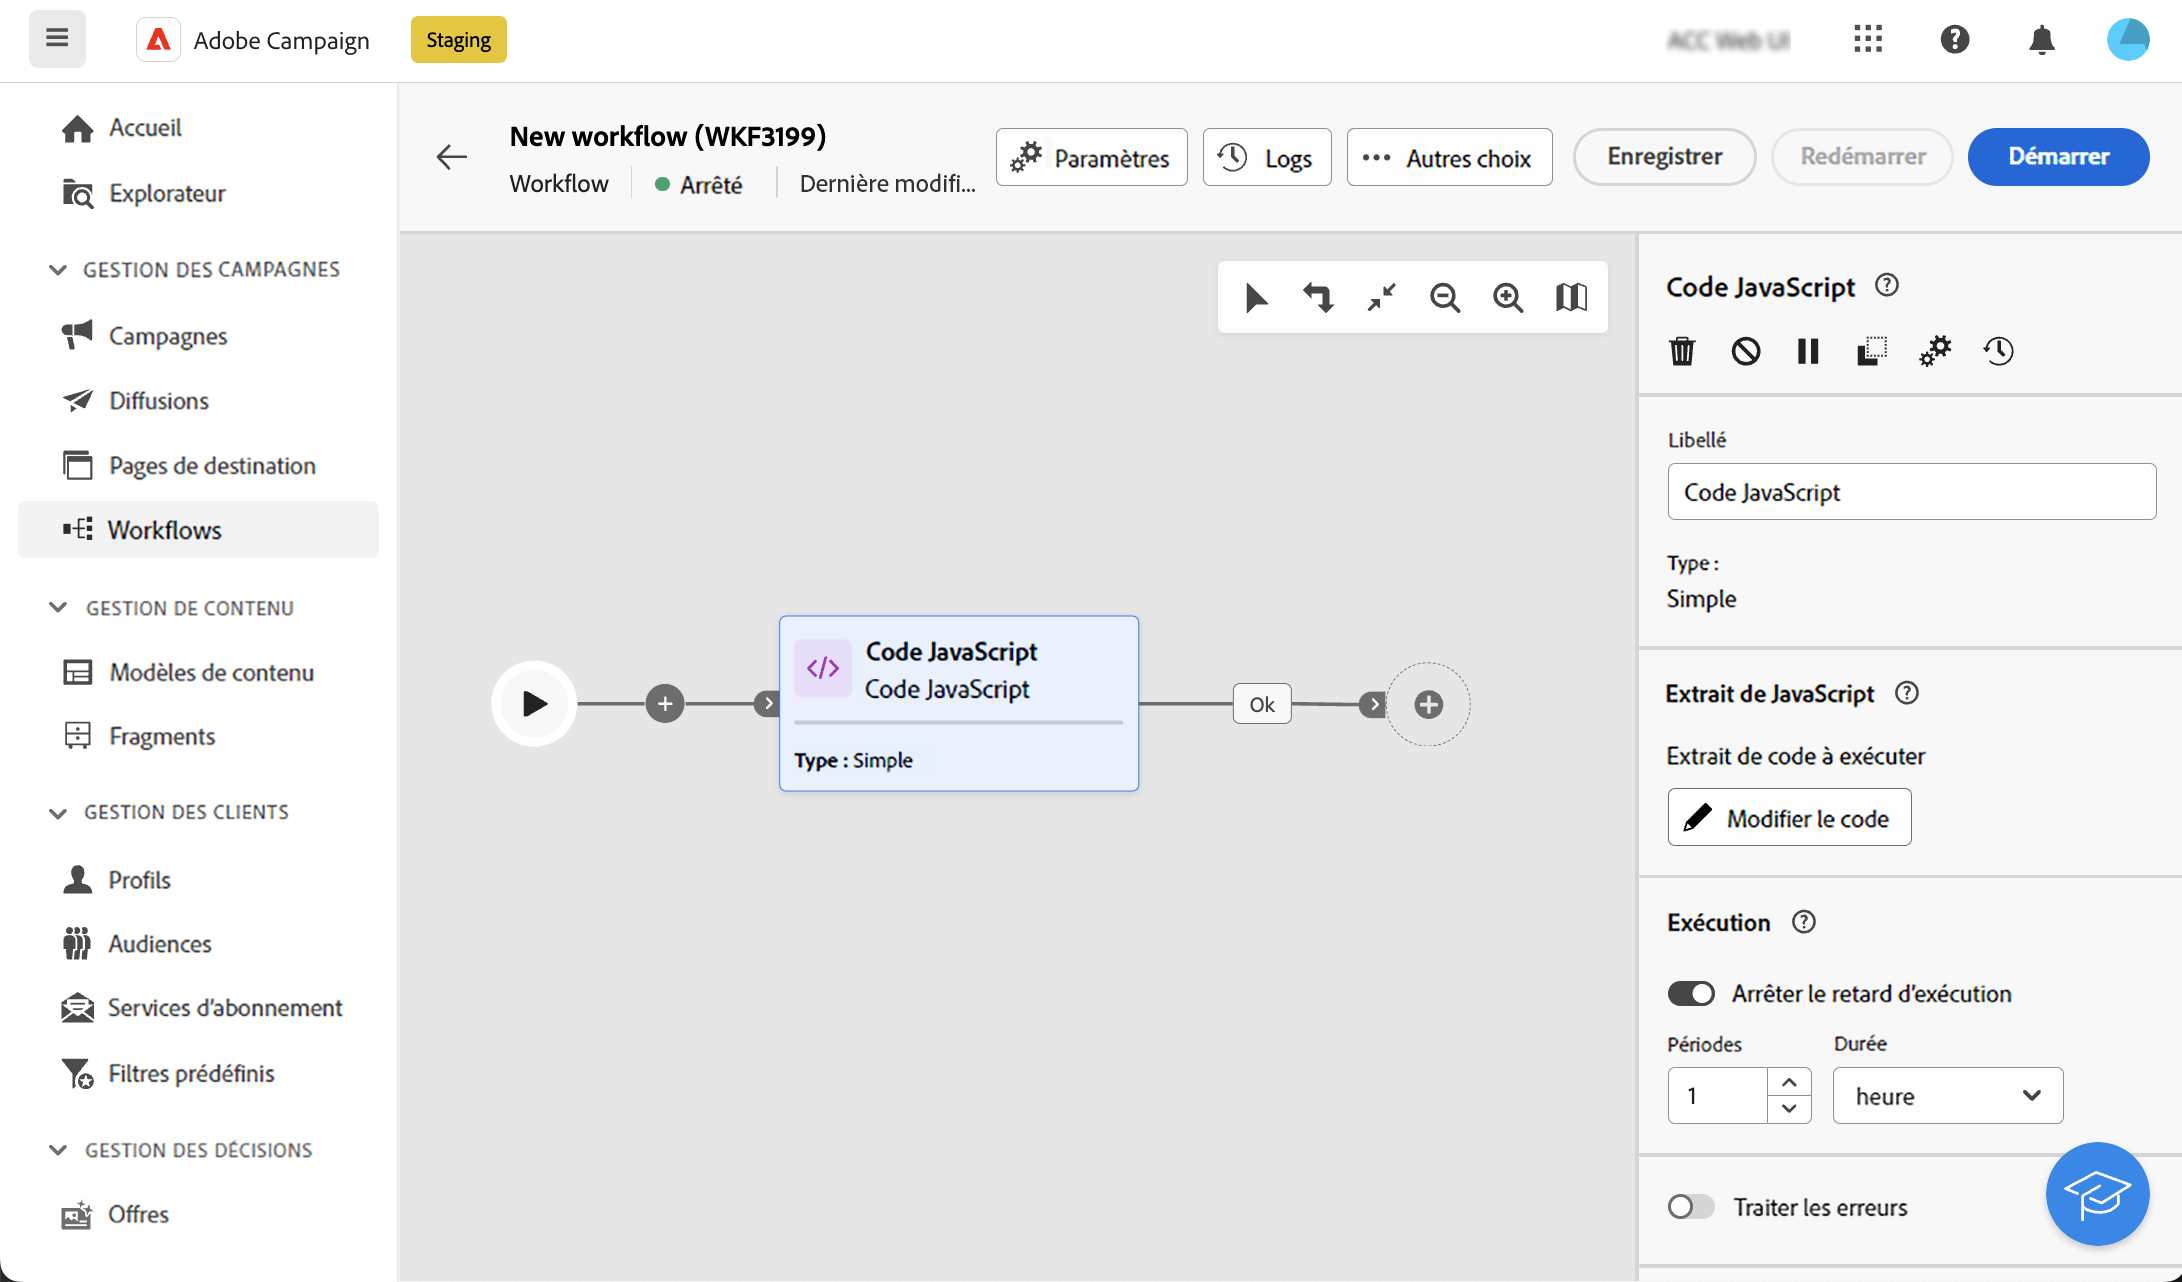 Adobe Campaign
Staging
ACC Web UI
Accueil
Explorateur
GESTION DES CAMPAGNES
Campagnes
Diffusions
Pages de destination
Workflows
GESTION DE CONTENU
Modèles de contenu
Fragments
GESTION DES CLIENTS
Profils
Audiences
Services d'abonnement
Filtres prédéfinis
GESTION DES DÉCISIONS
Offres
New workflow (WKF3199)
Workflow
Arrêté
Dernière modifi...
Paramètres
Logs
Autres choix
Enregistrer
Redémarrer
Démarrer
Code JavaScript
Code JavaScript
Type : Simple
Ok
Code JavaScript
Libellé
Code JavaScript
Type :
Simple
Extrait de JavaScript
Extrait de code à exécuter
Modifier le code
Exécution
Arrêter le retard d'exécution
Périodes
Durée
1
heure
Traiter les erreurs